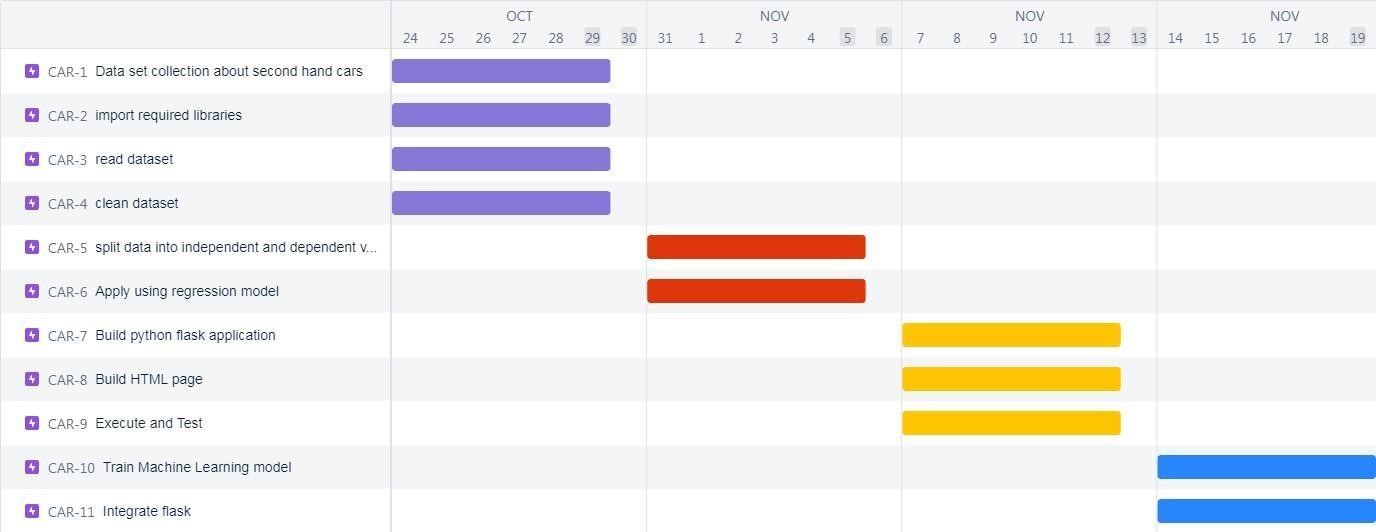 OCT NOV NOV NOV
24 25 26 27 28 29 30 31 1 2 3 4 5 6 7 8 9 10 11 12 13 14 15 16 17 18 19
CAR-1 Data set collection about second hand cars
CAR-2 import required libraries
CAR-3 read dataset
CAR-4 clean dataset
CAR-5 split data into independent and dependent v...
CAR-6 Apply using regression model
CAR-7 Build python flask application
CAR-8 Build HTML page
CAR-9 Execute and Test
CAR-10 Train Machine Learning model
CAR-11 Integrate flask